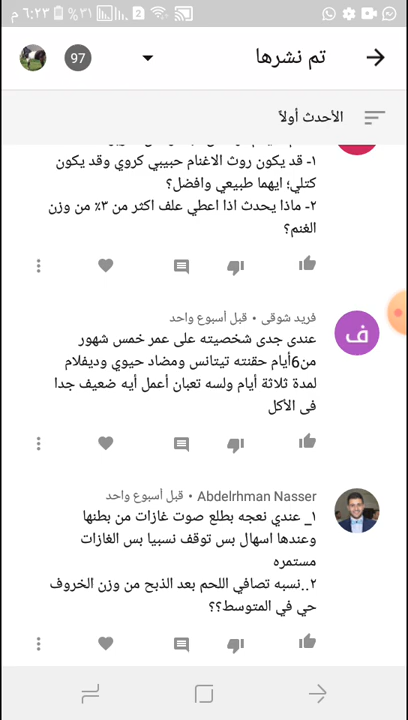 ٦:٢٣ م ٣١% 2
تم نشرها 97
الأحدث أولاً
١- قد يكون روث الاغنام حبيبي كروي وقد يكون
كتلي؛ ايهما طبيعي وافضل؟
٢- ماذا يحدث اذا اعطي علف اكثر من ٣٪ من وزن
الغنم؟
فريد شوقى • قبل أسبوع واحد
ف
عندى جدى شخصيته على عمر خمس شهور
من6أيام حقنته تيتانس ومضاد حيوي وديفلام
لمدة ثلاثة أيام ولسه تعبان أعمل أيه ضعيف جدا
فى الأكل
Abdelrhman Nasser • قبل أسبوع واحد
١_ عندي نعجه بطلع صوت غازات من بطنها
وعندها اسهال بس توقف نسبيا بس الغازات
مستمره
٢..نسبه تصافي اللحم بعد الذبح من وزن الخروف
حي في المتوسط؟؟